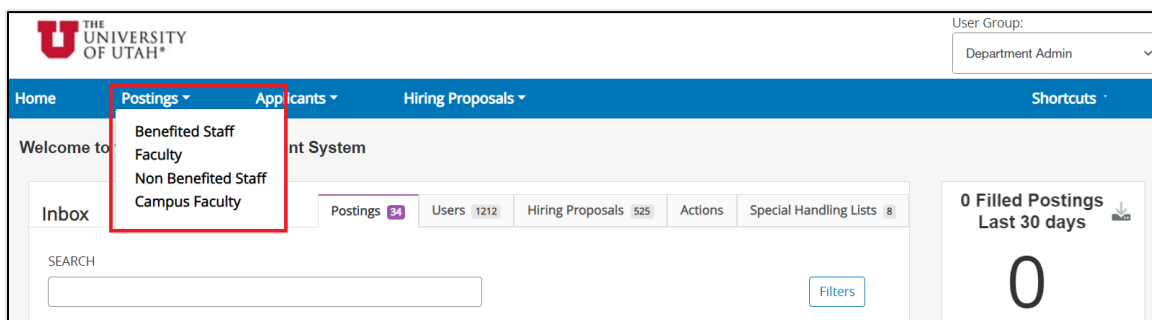 THE
UNIVERSITY
OF UTAH®
User Group:
Department Admin
Home Postings Applicants Hiring Proposals Shortcuts
Benefited Staff
Faculty
Non Benefited Staff
Campus Faculty
Welcome to nt System
Inbox
Postings 34 Users 1212 Hiring Proposals 525 Actions Special Handling Lists 8
SEARCH
Filters
0 Filled Postings
Last 30 days
0